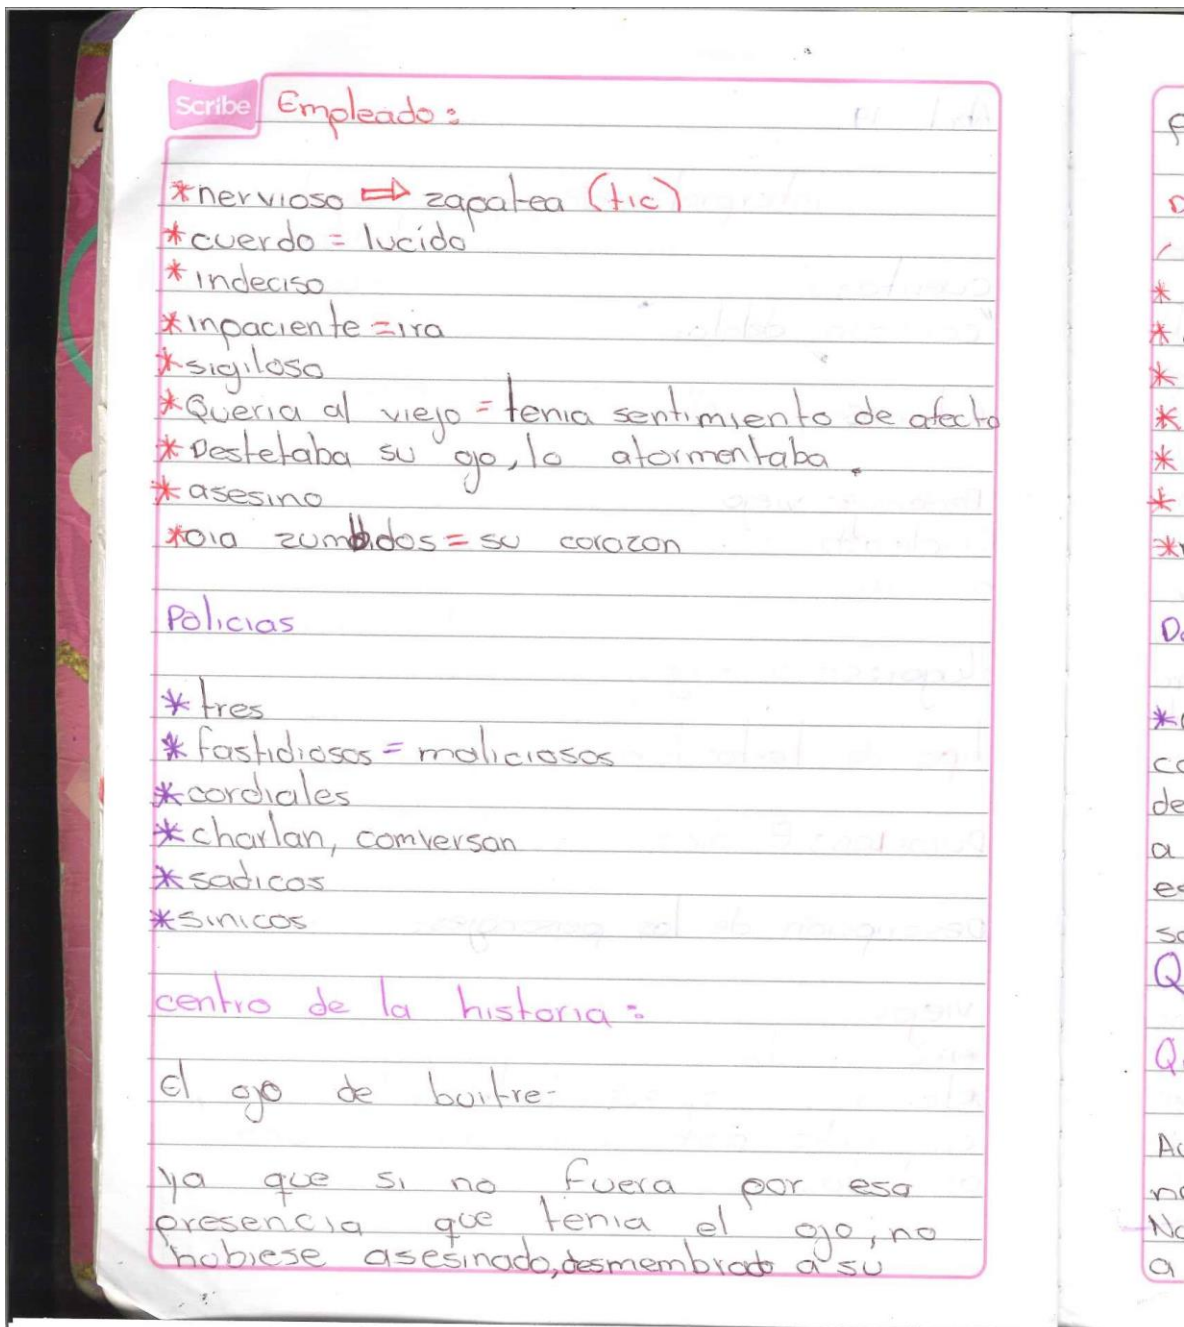 Scribe
Empleado:
*nervioso ⇒ zapatea (tic)
*cuerdo = lucido
*indeciso
*inpaciente = ira
*sigiloso
*Queria al viejo = tenia sentimiento de afecto
*Destetaba su ojo, lo atormentaba.
*asesino
*oia zumbidos = su corazon
Policias
*tres
*fastidiosos = maliciosos
*cordiales
*charlan, comversan
*sadicos
*sinicos
centro de la historia:
el ojo de buitre-
ya que si no fuera por esa
presencia que tenia el ojo, no
hobiese asesinado, desmembrado a su